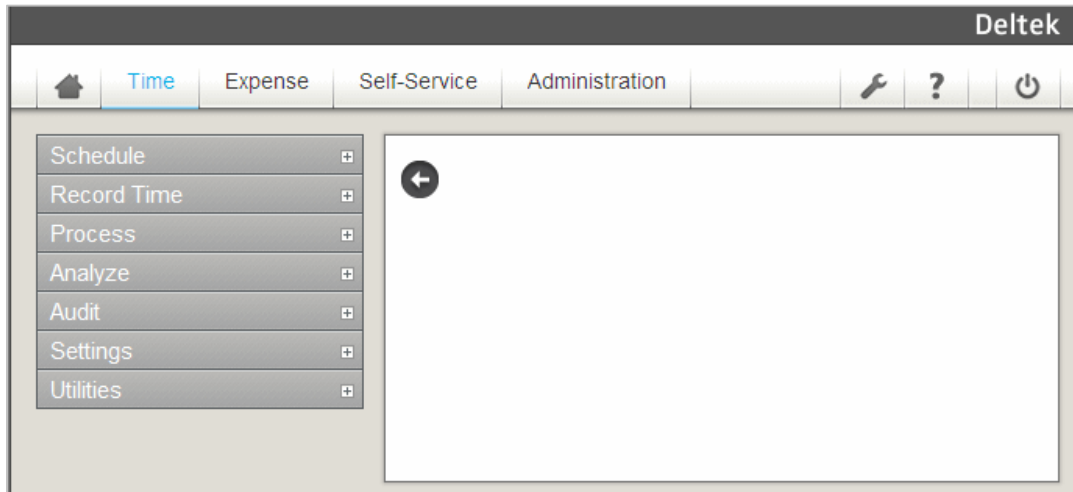 Deltek
Time Expense Self-Service Administration ?
Schedule
Record Time
Process
Analyze
Audit
Settings
Utilities